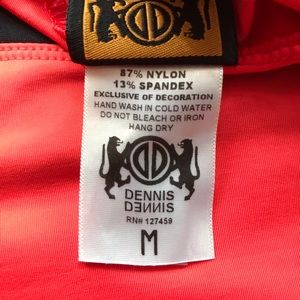 87% NYLON
13% SPANDEX
EXCLUSIVE OF DECORATION
HAND WASH IN COLD WATER
DO NOT BLEACH OR IRON
HANG DRY
DENNIS
DENNIS
RN# 127459
M